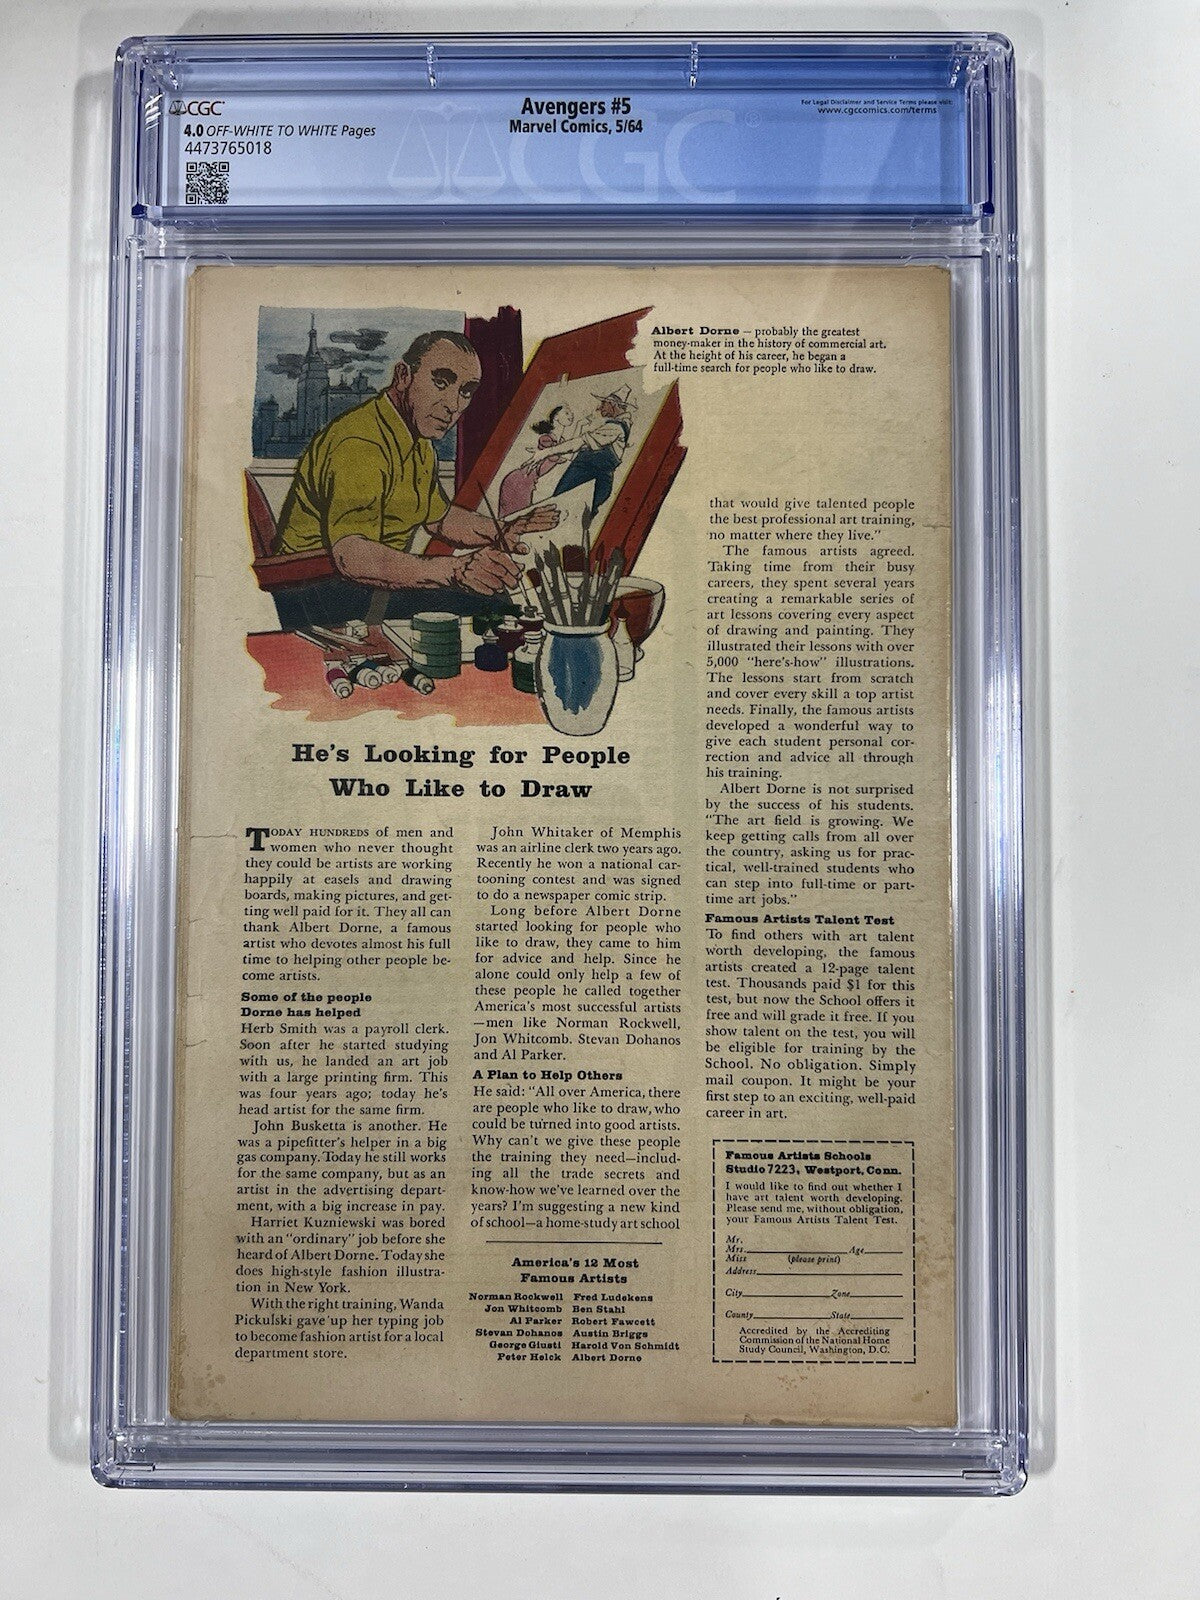 CGC
4.0 OFF-WHITE TO WHITE Pages
4473765018
Avengers #5
Marvel Comics, 5/64
For Legal Disclaimer and Service Terms please visit:
www.cgccomics.com/terms
CGC
Albert Dorne — probably the greatest
money-maker in the history of commercial art.
At the height of his career, he began a
full-time search for people who like to draw.
He's Looking for People
Who Like to Draw
TODAY HUNDREDS of men and
women who never thought
they could be artists are working
happily at easels and drawing
boards, making pictures, and get-
ting well paid for it. They all can
thank Albert Dorne, a famous
artist who devotes almost his full
time to helping other people be-
come artists.
Some of the people
Dorne has helped
Herb Smith was a payroll clerk.
Soon after he started studying
with us, he landed an art job
with a large printing firm. This
was four years ago; today he's
head artist for the same firm.
John Busketta is another. He
was a pipefitter's helper in a big
gas company. Today he still works
for the same company, but as an
artist in the advertising depart-
ment, with a big increase in pay.
Harriet Kuzniewski was bored
with an "ordinary" job before she
heard of Albert Dorne. Today she
does high-style fashion illustra-
tion in New York.
With the right training, Wanda
Pickulski gave up her typing job
to become fashion artist for a local
department store.
John Whitaker of Memphis
was an airline clerk two years ago.
Recently he won a national car-
tooning contest and was signed
to do a newspaper comic strip.
Long before Albert Dorne
started looking for people who
like to draw, they came to him
for advice and help. Since he
alone could only help a few of
these people he called together
America's most successful artists
—men like Norman Rockwell,
Jon Whitcomb. Stevan Dohanos
and Al Parker.
A Plan to Help Others
He said: "All over America, there
are people who like to draw, who
could be turned into good artists.
Why can't we give these people
the training they need—includ-
ing all the trade secrets and
know-how we've learned over the
years? I'm suggesting a new kind
of school—a home-study art school
America's 12 Most
Famous Artists
Norman Rockwell Fred Ludekens
Jon Whitcomb Ben Stahl
Al Parker Robert Fawcett
Stevan Dohanos Austin Briggs
George Giusti Harold Von Schmidt
Peter Helck Albert Dorne
that would give talented people
the best professional art training,
no matter where they live."
The famous artists agreed.
Taking time from their busy
careers, they spent several years
creating a remarkable series of
art lessons covering every aspect
of drawing and painting. They
illustrated their lessons with over
5,000 "here's-how" illustrations.
The lessons start from scratch
and cover every skill a top artist
needs. Finally, the famous artists
developed a wonderful way to
give each student personal cor-
rection and advice all through
his training.
Albert Dorne is not surprised
by the success of his students.
"The art field is growing. We
keep getting calls from all over
the country, asking us for prac-
tical, well-trained students who
can step into full-time or part-
time art jobs."
Famous Artists Talent Test
To find others with art talent
worth developing, the famous
artists created a 12-page talent
test. Thousands paid $1 for this
test, but now the School offers it
free and will grade it free. If you
show talent on the test, you will
be eligible for training by the
School. No obligation. Simply
mail coupon. It might be your
first step to an exciting, well-paid
career in art.
Famous Artists Schools
Studio 7223, Westport, Conn.
I would like to find out whether I
have art talent worth developing.
Please send me, without obligation,
your Famous Artists Talent Test.
Mr.
Mrs. Age
Miss (please print)
Address
City Zone
County State
Accredited by the Accrediting
Commission of the National Home
Study Council, Washington, D.C.